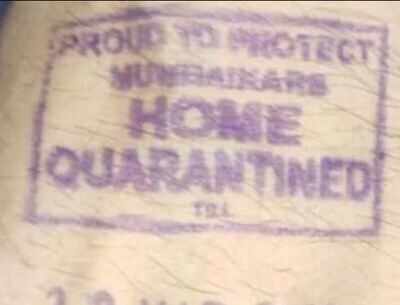 PROUD TO PROTECT
MUMBAIKARS
HOME
QUARANTINED